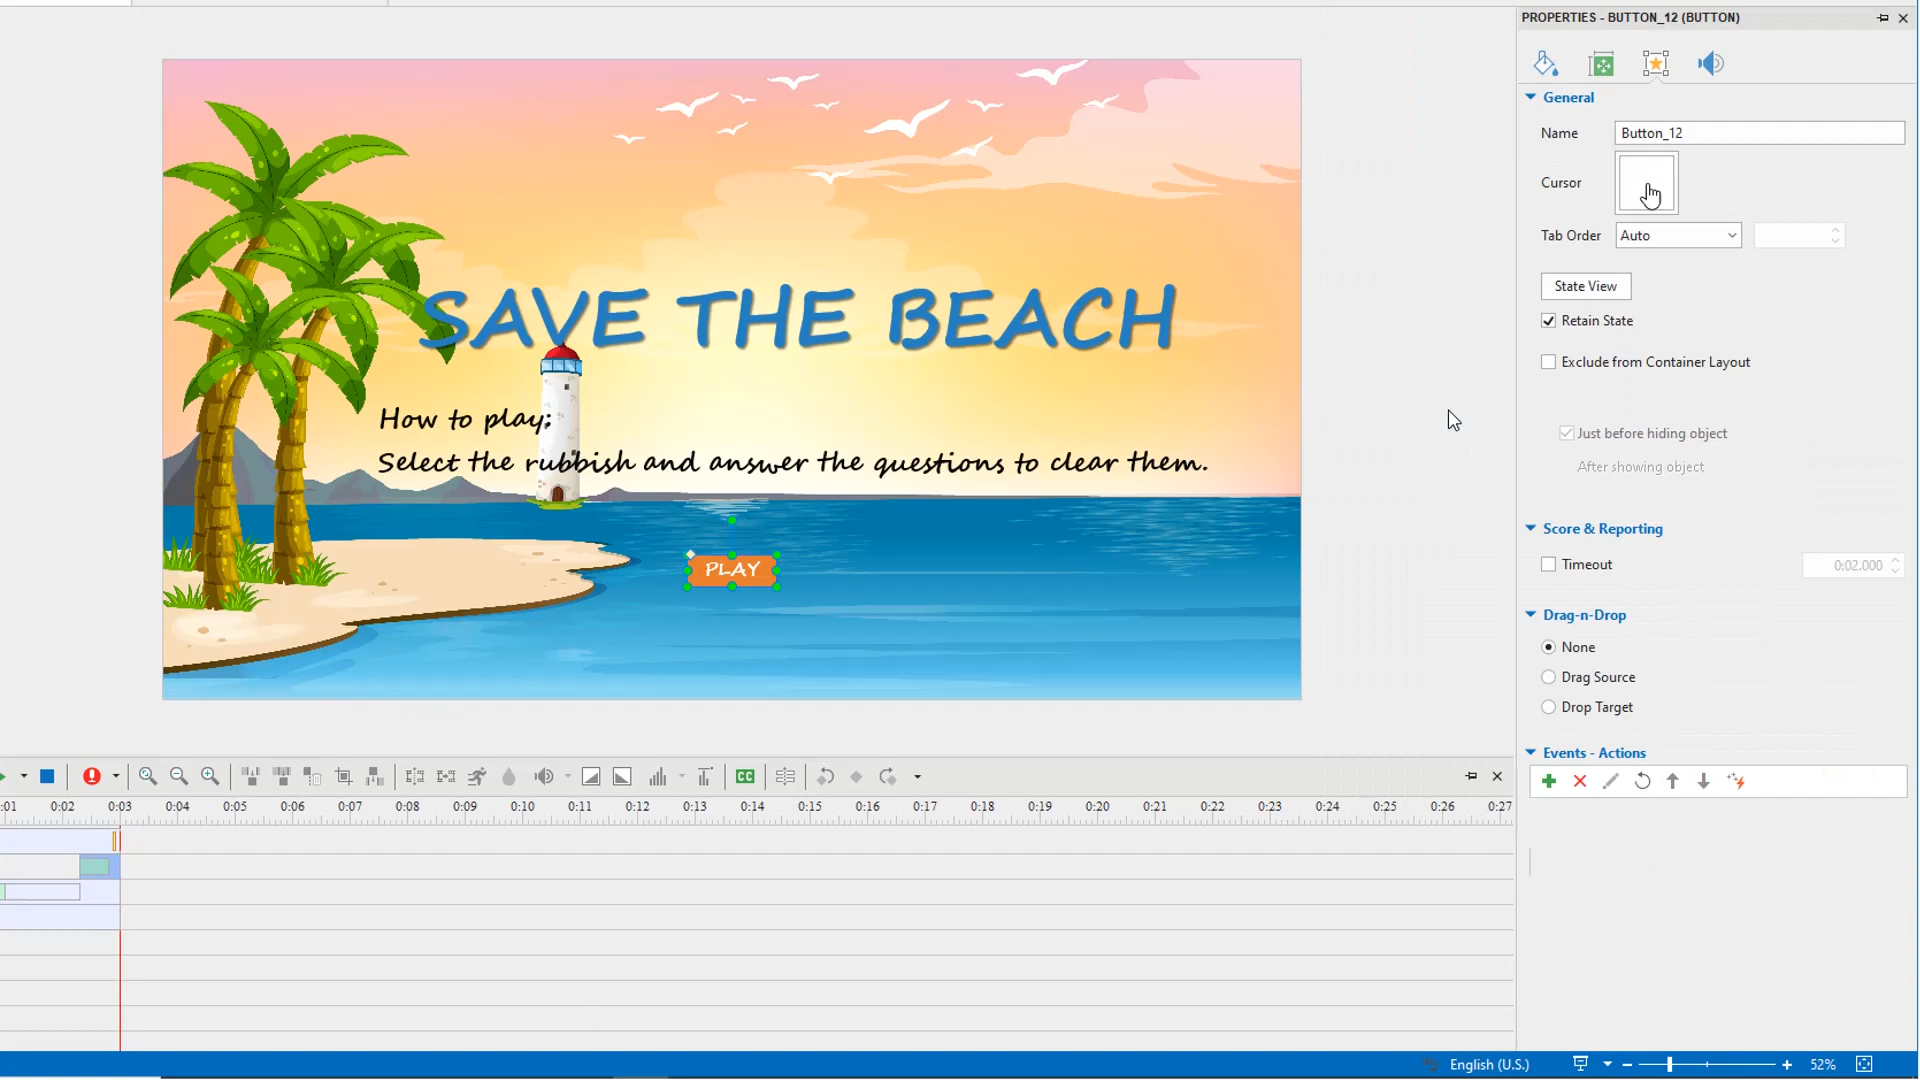 PROPERTIES - BUTTON_12 (BUTTON)
General
Name Button_12
Cursor
Tab Order Auto
State View
Retain State
Exclude from Container Layout
Just before hiding object
After showing object
Score & Reporting
Timeout 0:02.000
Drag-n-Drop
None
Drag Source
Drop Target
Events - Actions
SAVE THE BEACH
How to play:
Select the rubbish and answer the questions to clear them.
PLAY
CC
:01 0:02 0:03 0:04 0:05 0:06 0:07 0:08 0:09 0:10 0:11 0:12 0:13 0:14 0:15 0:16 0:17 0:18 0:19 0:20 0:21 0:22 0:23 0:24 0:25 0:26 0:27
English (U.S.) 52%